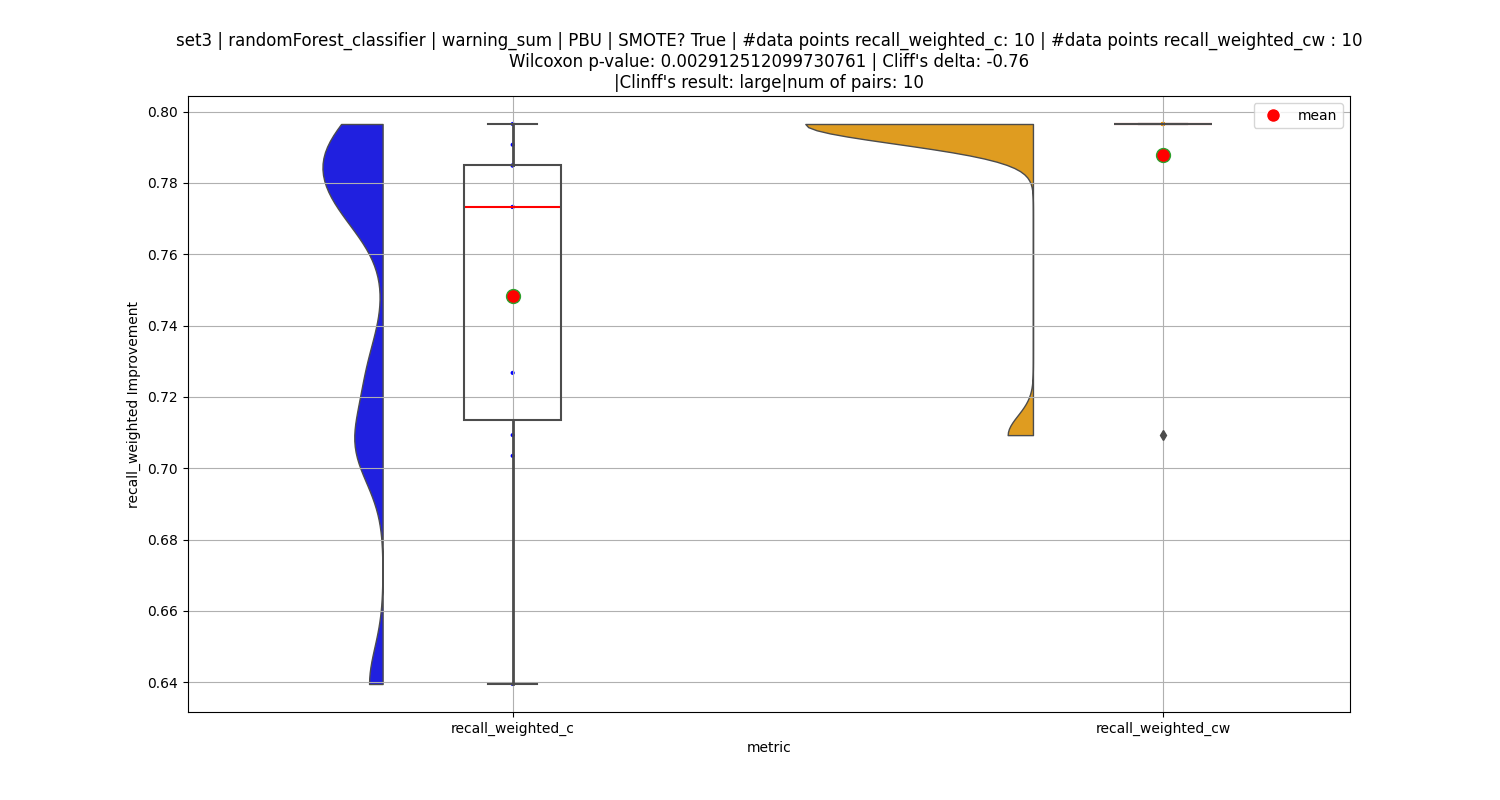 set3 | randomForest_classifier | warning_sum | PBU | SMOTE? True | #data points recall_weighted_c: 10 | #data points recall_weighted_cw : 10
Wilcoxon p-value: 0.002912512099730761 | Cliff's delta: -0.76
|Clinff's result: large|num of pairs: 10
mean
0.80
0.78
0.76
0.74
0.72
0.70
0.68
0.66
0.64
recall_weighted Improvement
recall_weighted_c
recall_weighted_cw
metric